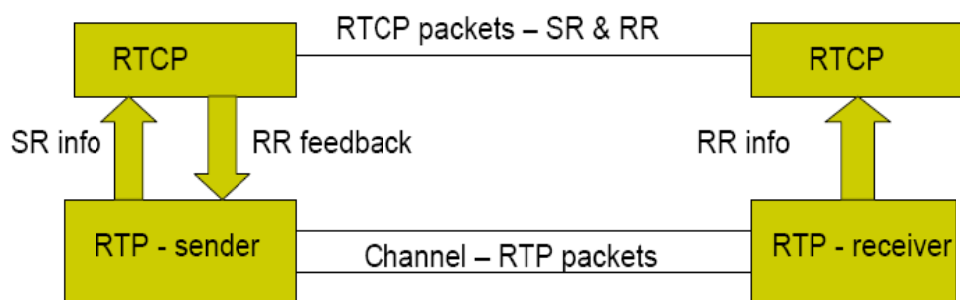 RTCP packets – SR & RR
RTCP
RTCP
SR info
RR feedback
RR info
RTP - sender
Channel – RTP packets
RTP - receiver